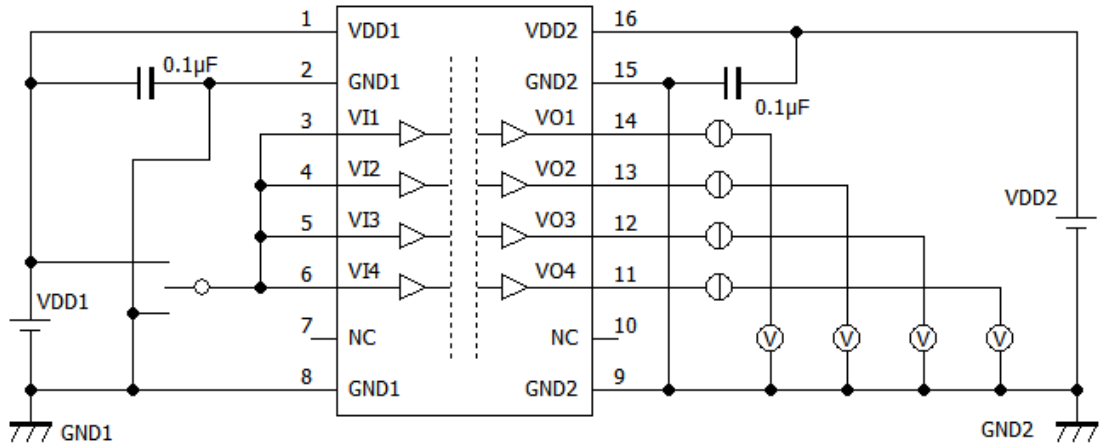 1 VDD1 VDD2 16
0.1µF 2 GND1 GND2 15 0.1µF
3 VI1 VO1 14
4 VI2 VO2 13
VDD2
5 VI3 VO3 12
6 VI4 VO4 11
VDD1
7 NC NC 10
V V V V
8 GND1 GND2 9
GND1 GND2